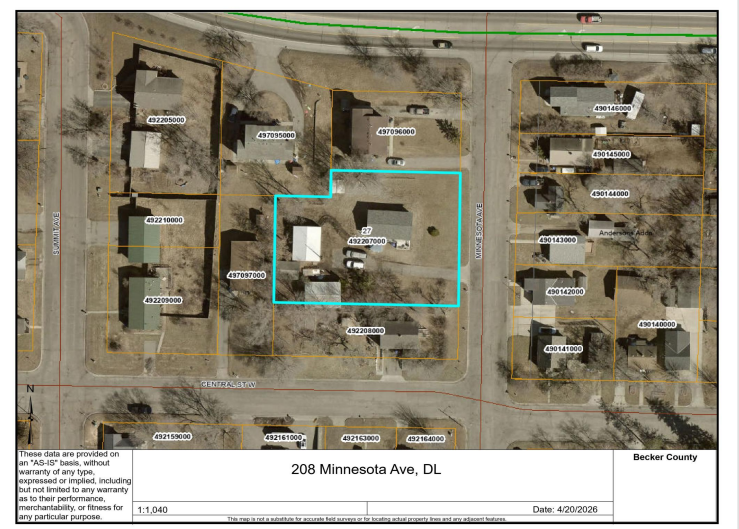 492205000
497095000
497096000
490146000
490145000
490144000
492210000
SUMMIT AVE
MINNESOTA AVE
27
492207000
Andersons Addn
490143000
497097000
492209000
490142000
492208000
490140000
490141000
CENTRAL ST W
N
492159000
492161000
492163000
492164000
These data are provided on
an "AS-IS" basis, without
warranty of any type,
expressed or implied, including
but not limited to any warranty
as to their performance,
merchantability, or fitness for
any particular purpose.
208 Minnesota Ave, DL
Becker County
1:1,040
Date: 4/20/2026
This map is not a substitute for accurate field surveys or for locating actual property lines and any adjacent features.